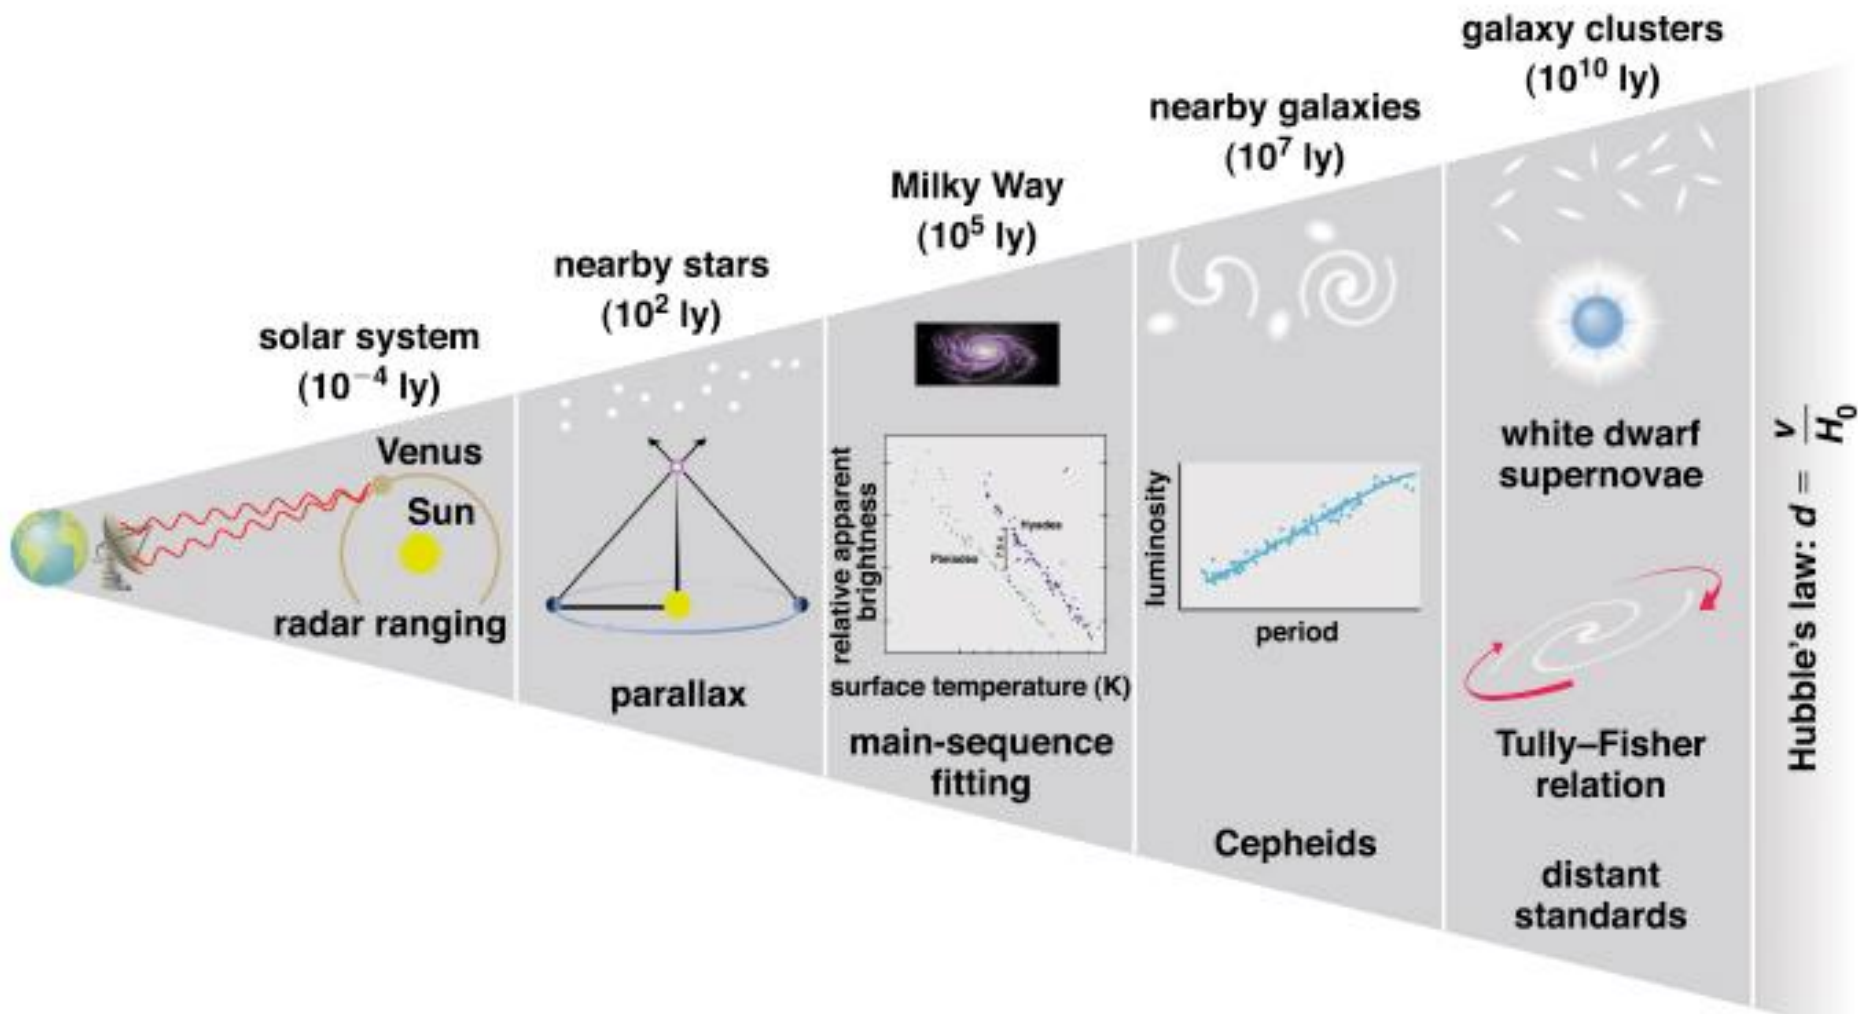 solar system
(10⁻⁴ ly)
Venus
Sun
radar ranging
nearby stars
(10² ly)
parallax
Milky Way
(10⁵ ly)
relative apparent
brightness
Hyades
Pleiades
surface temperature (K)
main-sequence
fitting
nearby galaxies
(10⁷ ly)
luminosity
period
Cepheids
galaxy clusters
(10¹⁰ ly)
white dwarf
supernovae
Tully–Fisher
relation
distant
standards
Hubble's law: d = v/H₀